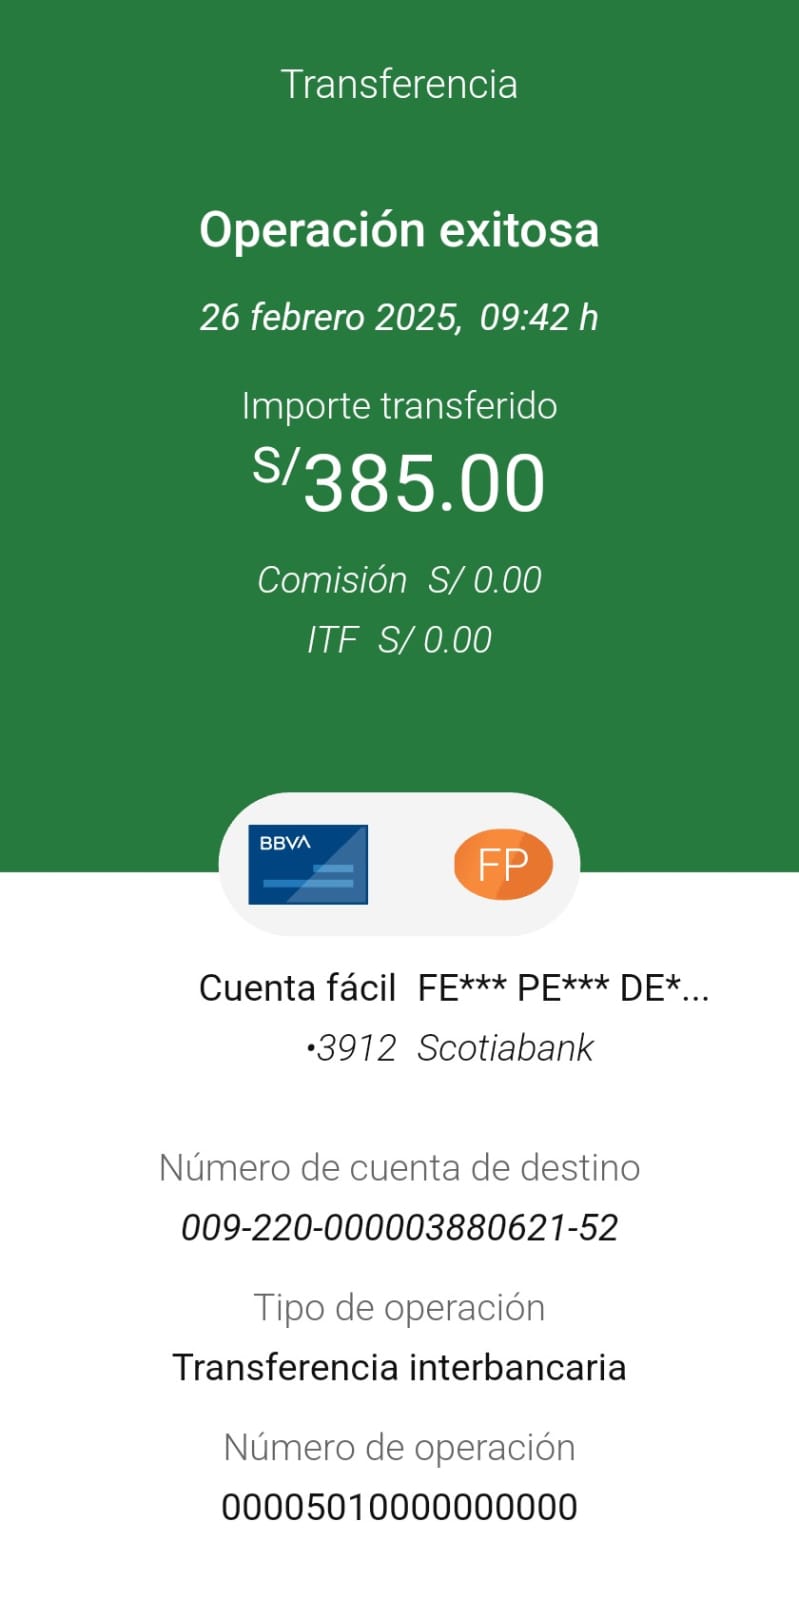 Transferencia
Operación exitosa
26 febrero 2025, 09:42 h
Importe transferido
S/385.00
Comisión S/ 0.00
ITF S/ 0.00
BBVA
FP
Cuenta fácil FE*** PE*** DE*...
•3912 Scotiabank
Número de cuenta de destino
009-220-000003880621-52
Tipo de operación
Transferencia interbancaria
Número de operación
00005010000000000